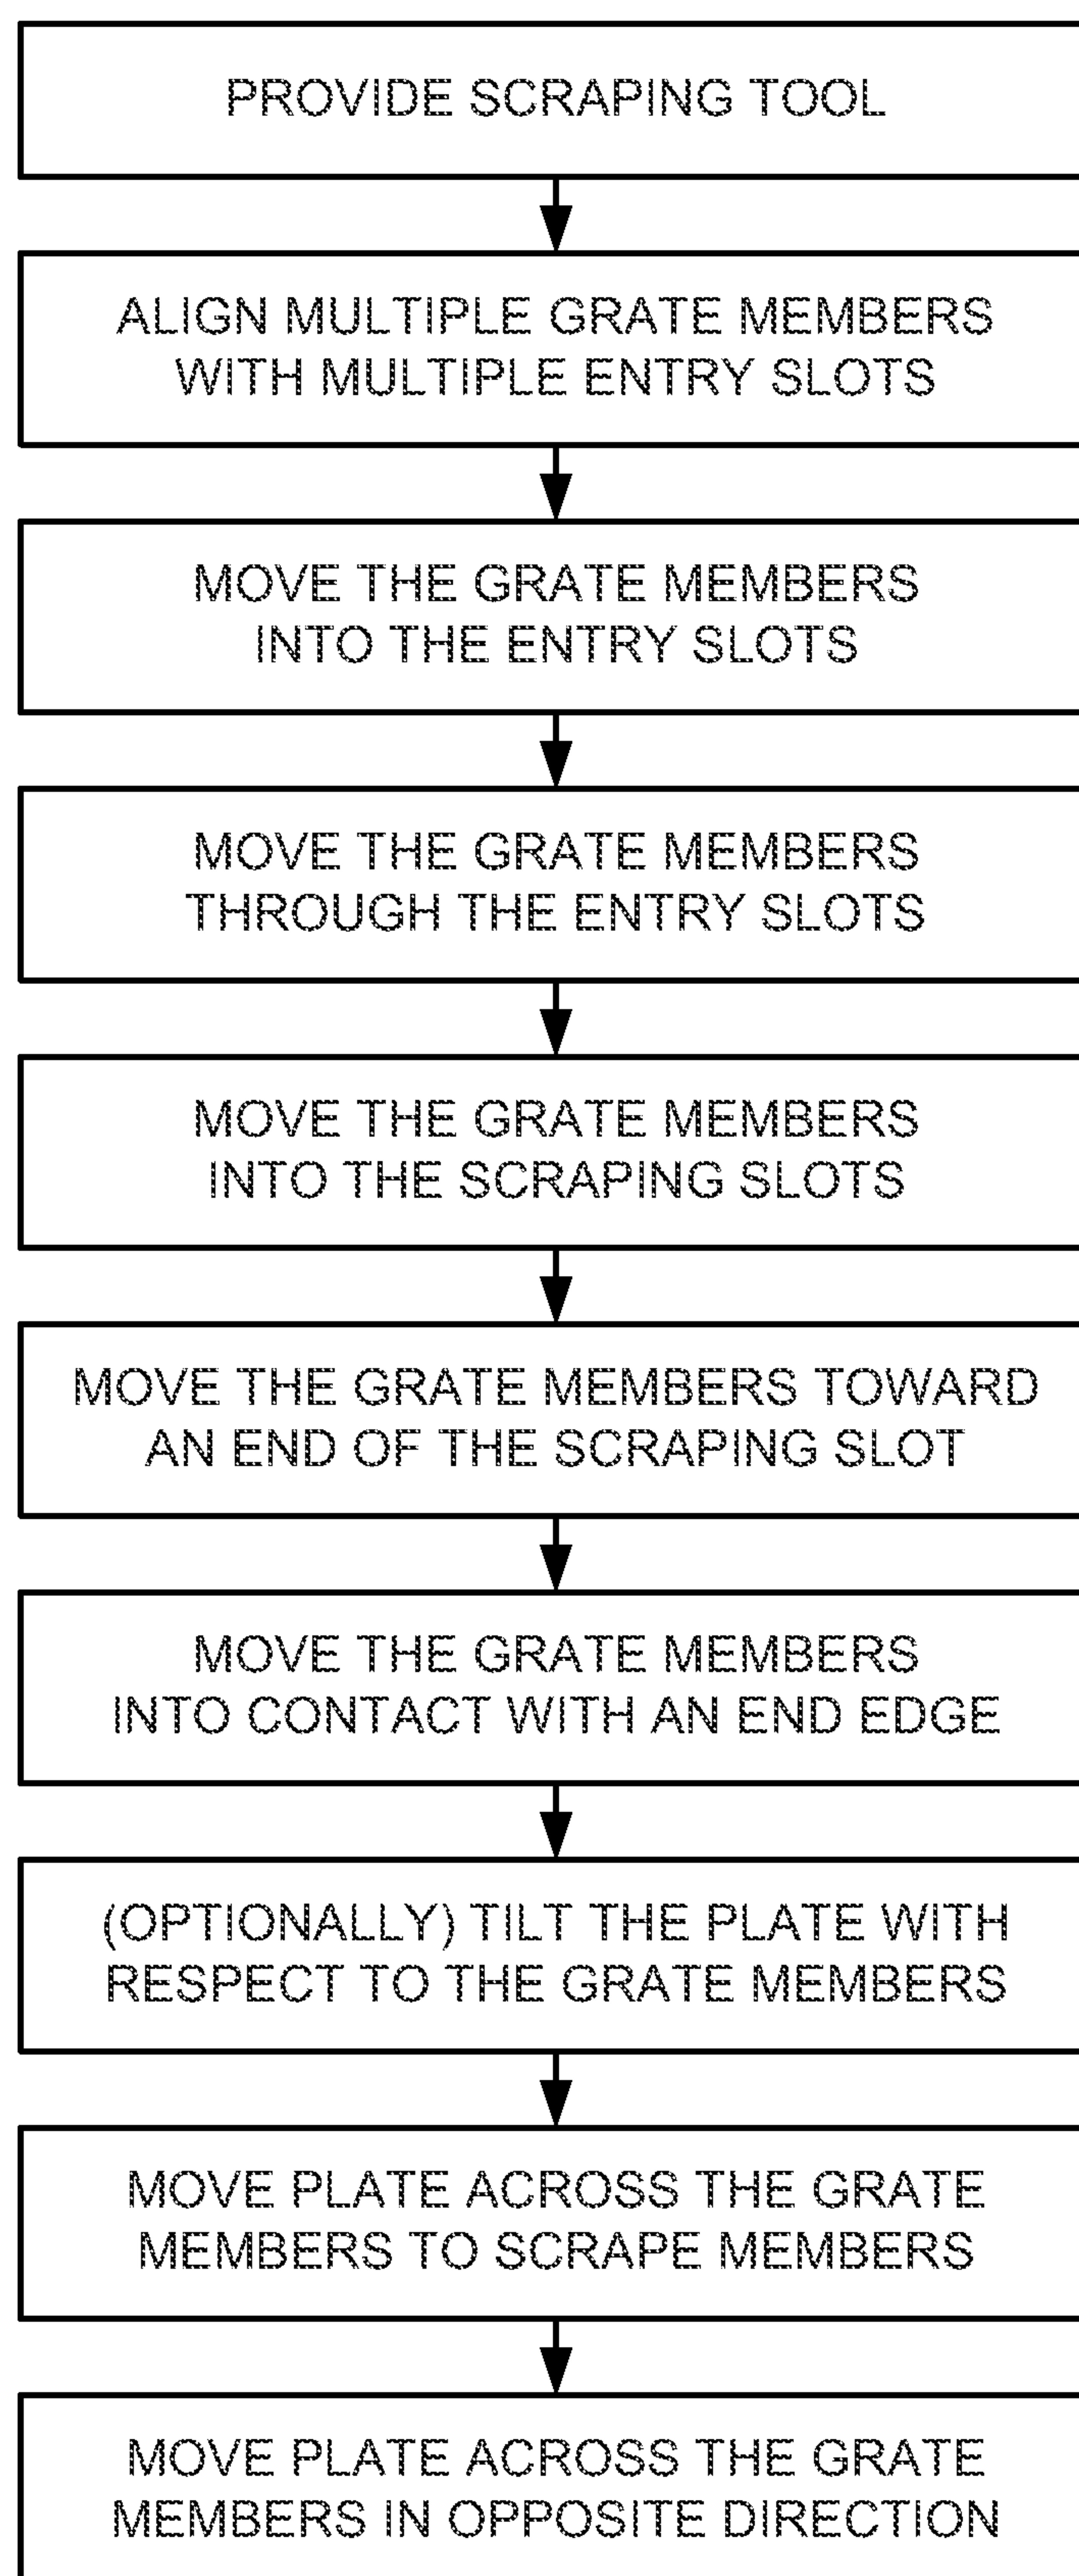 PROVIDE SCRAPING TOOL
ALIGN MULTIPLE GRATE MEMBERS
WITH MULTIPLE ENTRY SLOTS
MOVE THE GRATE MEMBERS
INTO THE ENTRY SLOTS
MOVE THE GRATE MEMBERS
THROUGH THE ENTRY SLOTS
MOVE THE GRATE MEMBERS
INTO THE SCRAPING SLOTS
MOVE THE GRATE MEMBERS TOWARD
AN END OF THE SCRAPING SLOT
MOVE THE GRATE MEMBERS
INTO CONTACT WITH AN END EDGE
(OPTIONALLY) TILT THE PLATE WITH
RESPECT TO THE GRATE MEMBERS
MOVE PLATE ACROSS THE GRATE
MEMBERS TO SCRAPE MEMBERS
MOVE PLATE ACROSS THE GRATE
MEMBERS IN OPPOSITE DIRECTION